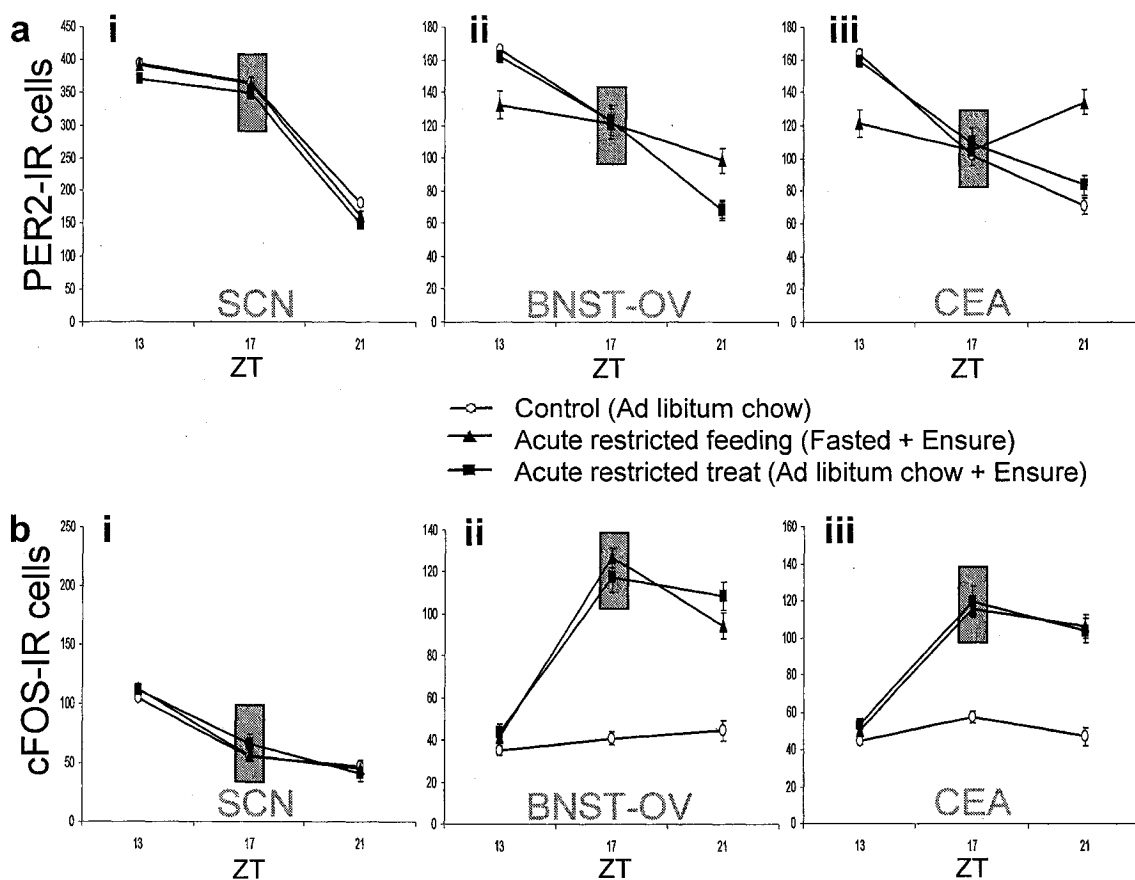 a
i
ii
iii
PER2-IR cells
450
400
350
300
250
200
150
100
50
0
180
160
140
120
100
80
60
40
20
0
180
160
140
120
100
80
60
40
20
0
SCN
BNST-OV
CEA
13 17 21
13 17 21
13 17 21
ZT
ZT
ZT
Control (Ad libitum chow)
Acute restricted feeding (Fasted + Ensure)
Acute restricted treat (Ad libitum chow + Ensure)
b
i
ii
iii
cFOS-IR cells
250
200
150
100
50
0
140
120
100
80
60
40
20
0
160
140
120
100
80
60
40
20
0
SCN
BNST-OV
CEA
13 17 21
13 17 21
13 17 21
ZT
ZT
ZT